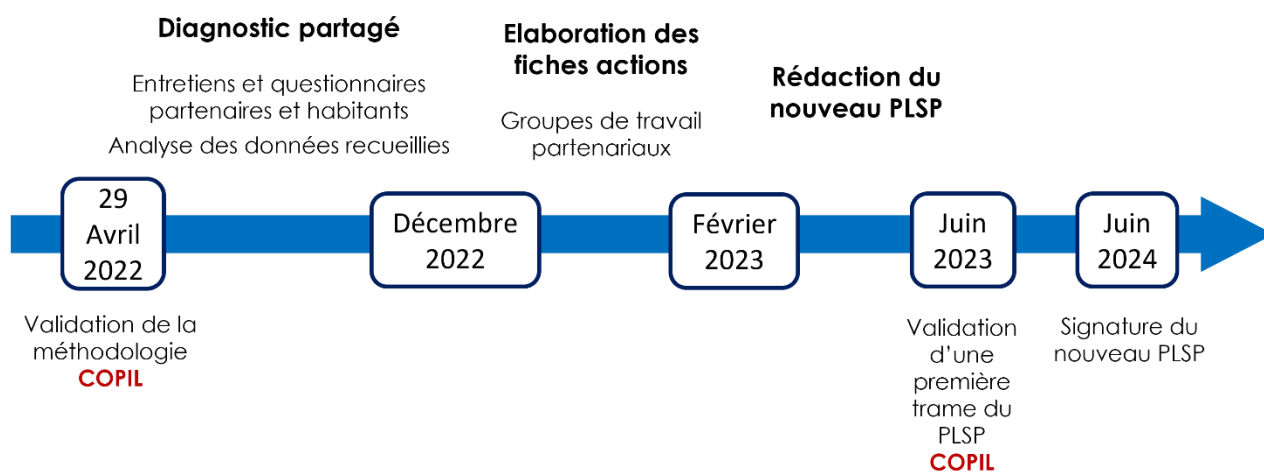 Diagnostic partagé
Entretiens et questionnaires
partenaires et habitants
Analyse des données recueillies
Elaboration des
fiches actions
Groupes de travail
partenariaux
Rédaction du
nouveau PLSP
29
Avril
2022
Décembre
2022
Février
2023
Juin
2023
Juin
2024
Validation de la
méthodologie
COPIL
Validation
d’une
première
trame du
PLSP
COPIL
Signature du
nouveau PLSP